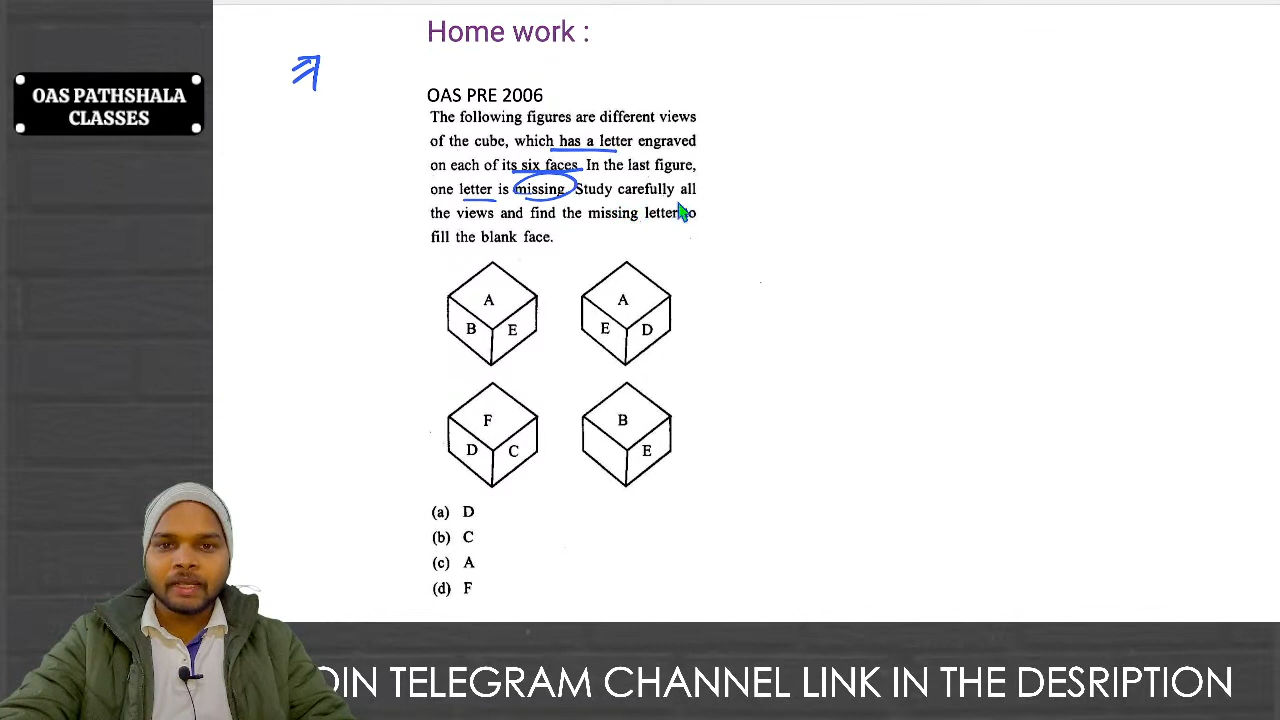 Home work :
OAS PATHSHALA
CLASSES
OAS PRE 2006
The following figures are different views
of the cube, which has a letter engraved
on each of its six faces. In the last figure,
one letter is missing. Study carefully all
the views and find the missing letter to
fill the blank face.
A
B E
A
E D
F
D C
B
E
(a) D
(b) C
(c) A
(d) F
OIN TELEGRAM CHANNEL LINK IN THE DESRIPTION